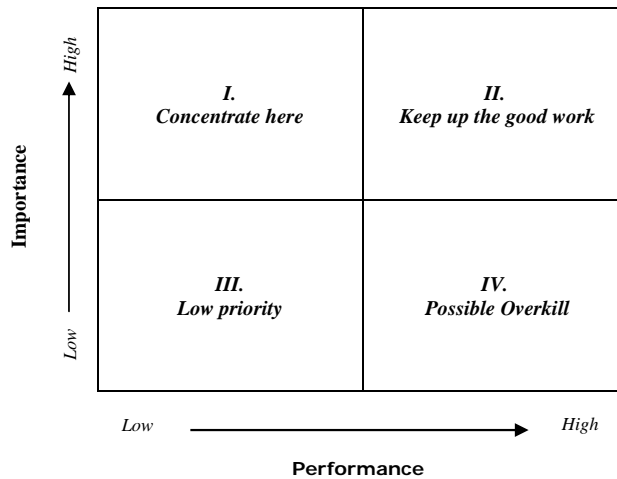 High
I.
Concentrate here
II.
Keep up the good work
Importance
III.
Low priority
IV.
Possible Overkill
Low
Low
High
Performance